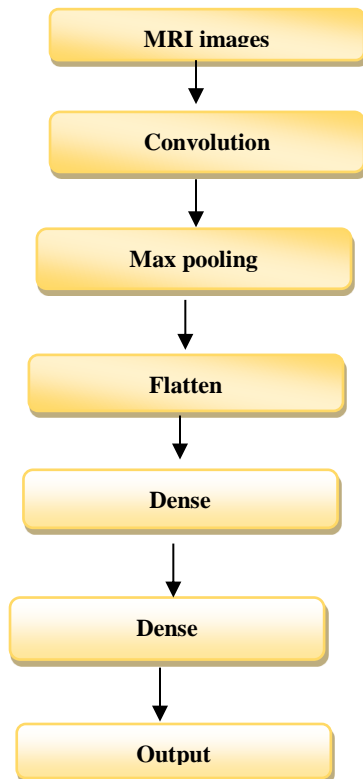 MRI images
Convolution
Max pooling
Flatten
Dense
Dense
Output